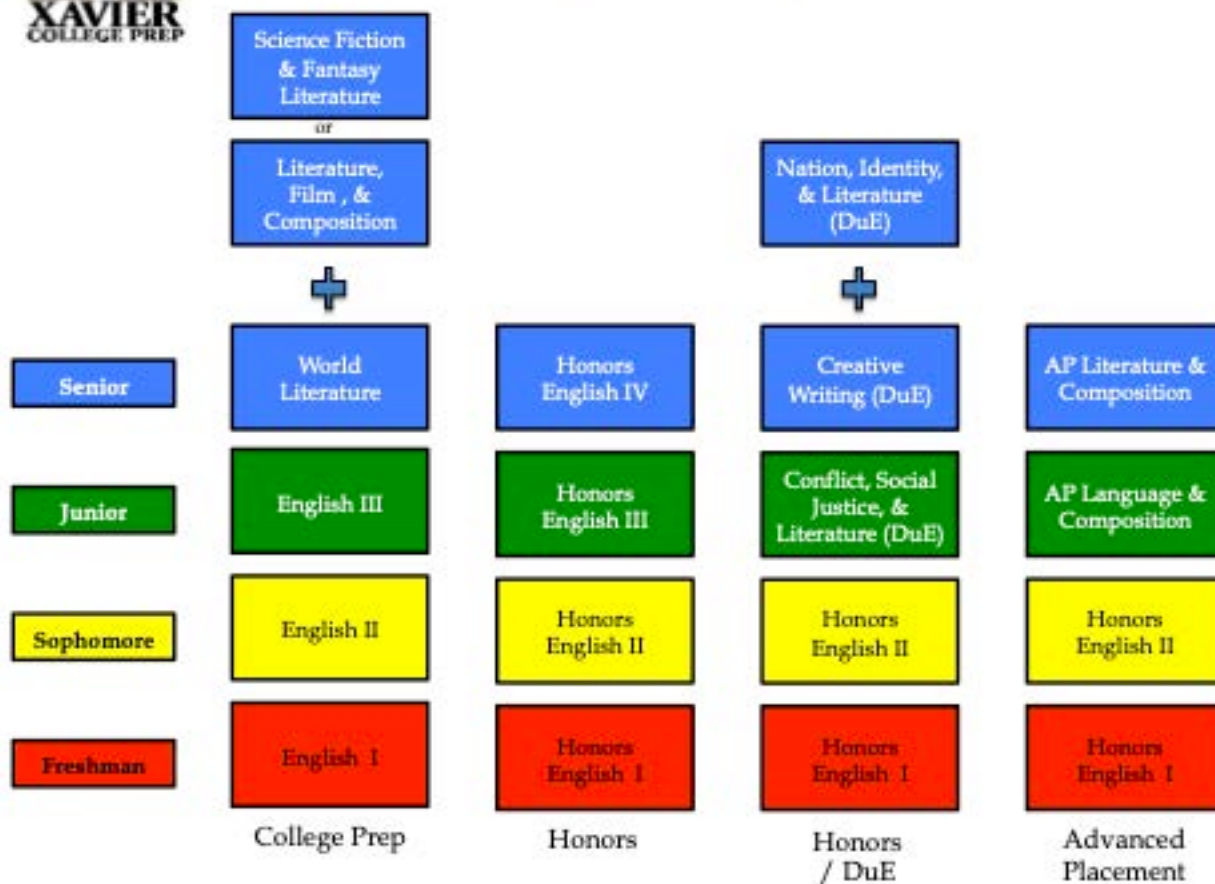 XAVIER
COLLEGE PREP
Science Fiction
& Fantasy
Literature
or
Literature,
Film , &
Composition
Nation, Identity,
& Literature
(DuE)
Senior
World
Literature
Honors
English IV
Creative
Writing (DuE)
AP Literature &
Composition
Junior
English III
Honors
English III
Conflict, Social
Justice, &
Literature (DuE)
AP Language &
Composition
Sophomore
English II
Honors
English II
Honors
English II
Honors
English II
Freshman
English I
Honors
English I
Honors
English I
Honors
English I
College Prep
Honors
Honors
/ DuE
Advanced
Placement